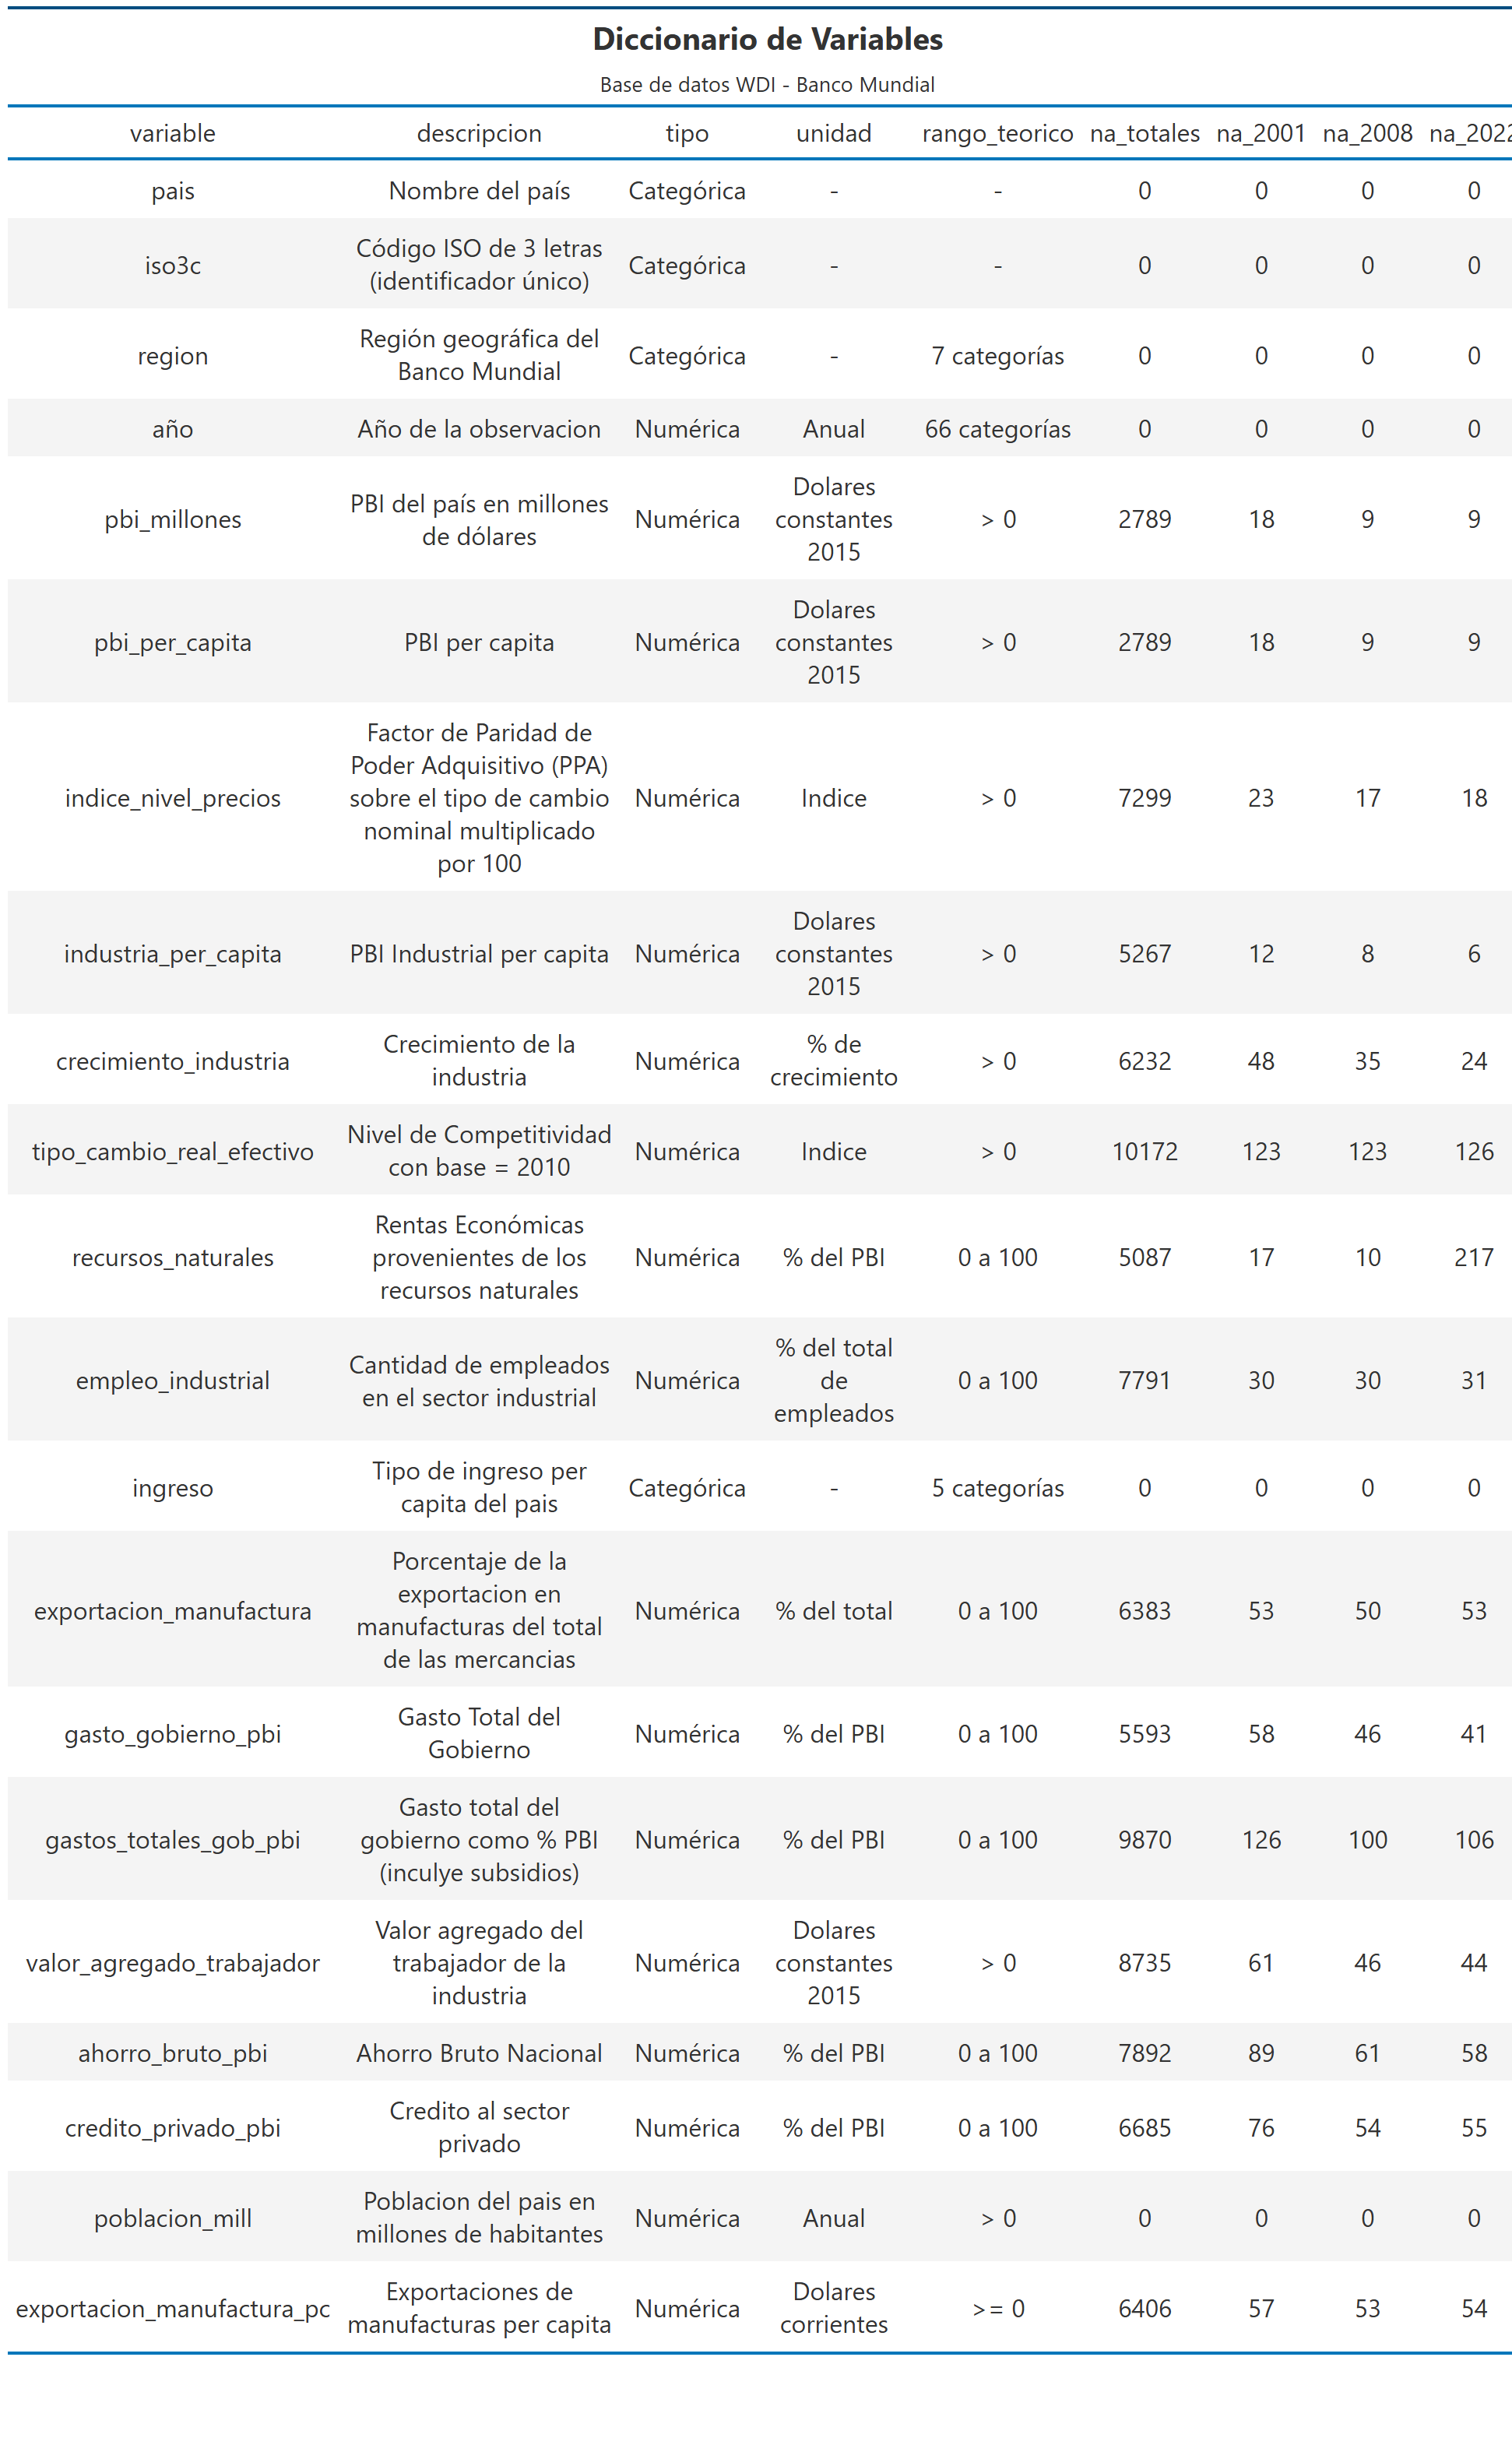 Diccionario de Variables
Base de datos WDI - Banco Mundial
variable descripcion tipo unidad rango_teorico na_totales na_2001 na_2008 na_2022
pais Nombre del país Categórica - - 0 0 0 0
iso3c Código ISO de 3 letras (identificador único) Categórica - - 0 0 0 0
region Región geográfica del Banco Mundial Categórica - 7 categorías 0 0 0 0
año Año de la observacion Numérica Anual 66 categorías 0 0 0 0
pbi_millones PBI del país en millones de dólares Numérica Dolares constantes 2015 > 0 2789 18 9 9
pbi_per_capita PBI per capita Numérica Dolares constantes 2015 > 0 2789 18 9 9
indice_nivel_precios Factor de Paridad de Poder Adquisitivo (PPA) sobre el tipo de cambio nominal multiplicado por 100 Numérica Indice > 0 7299 23 17 18
industria_per_capita PBI Industrial per capita Numérica Dolares constantes 2015 > 0 5267 12 8 6
crecimiento_industria Crecimiento de la industria Numérica % de crecimiento > 0 6232 48 35 24
tipo_cambio_real_efectivo Nivel de Competitividad con base = 2010 Numérica Indice > 0 10172 123 123 126
recursos_naturales Rentas Económicas provenientes de los recursos naturales Numérica % del PBI 0 a 100 5087 17 10 217
empleo_industrial Cantidad de empleados en el sector industrial Numérica % del total de empleados 0 a 100 7791 30 30 31
ingreso Tipo de ingreso per capita del pais Categórica - 5 categorías 0 0 0 0
exportacion_manufactura Porcentaje de la exportacion en manufacturas del total de las mercancias Numérica % del total 0 a 100 6383 53 50 53
gasto_gobierno_pbi Gasto Total del Gobierno Numérica % del PBI 0 a 100 5593 58 46 41
gastos_totales_gob_pbi Gasto total del gobierno como % PBI (inculye subsidios) Numérica % del PBI 0 a 100 9870 126 100 106
valor_agregado_trabajador Valor agregado del trabajador de la industria Numérica Dolares constantes 2015 > 0 8735 61 46 44
ahorro_bruto_pbi Ahorro Bruto Nacional Numérica % del PBI 0 a 100 7892 89 61 58
credito_privado_pbi Credito al sector privado Numérica % del PBI 0 a 100 6685 76 54 55
poblacion_mill Poblacion del pais en millones de habitantes Numérica Anual > 0 0 0 0 0
exportacion_manufactura_pc Exportaciones de manufacturas per capita Numérica Dolares corrientes >= 0 6406 57 53 54